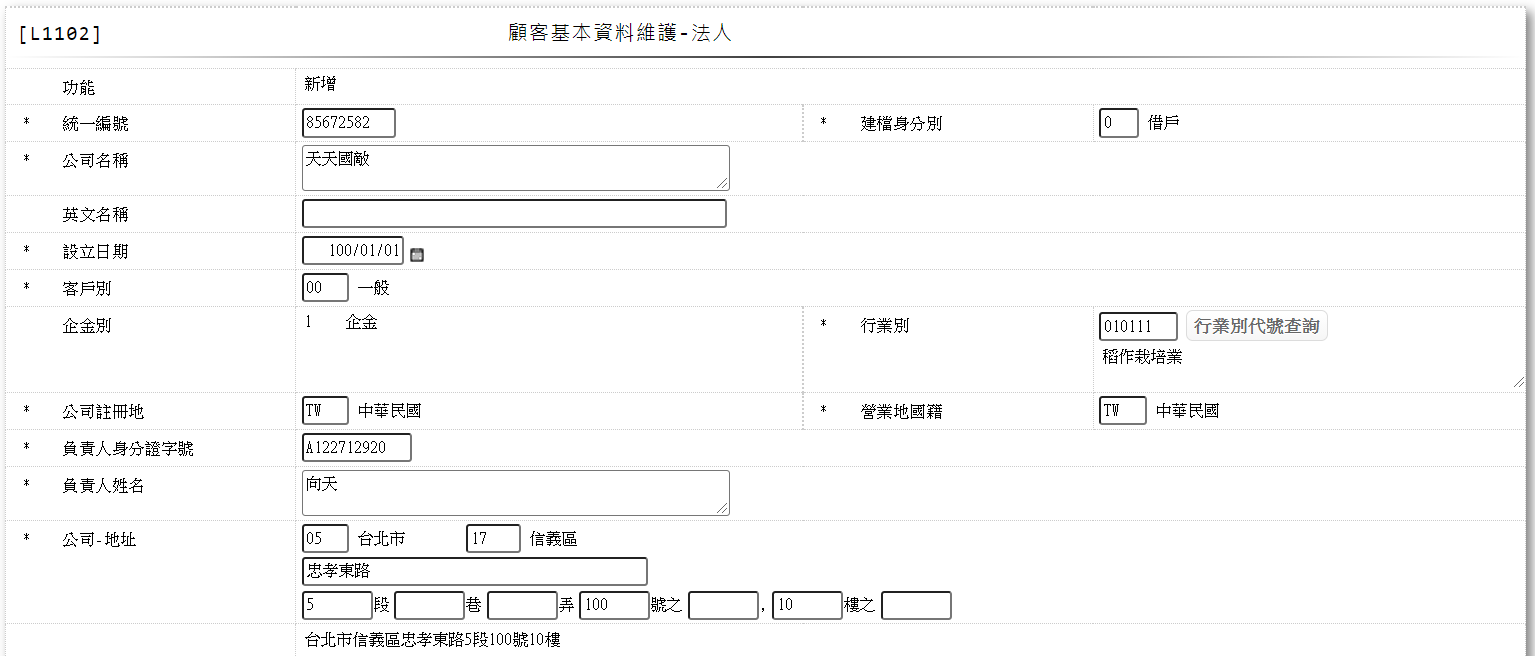 [L1102] 顧客基本資料維護-法人
功能 新增
* 統一編號 85672582 * 建檔身分別 0 借戶
* 公司名稱 天天國敵
英文名稱
* 設立日期 100/01/01
* 客戶別 00 一般
企金別 1 企金 * 行業別 010111 行業別代號查詢
稻作栽培業
* 公司註冊地 TW 中華民國 * 營業地國籍 TW 中華民國
* 負責人身分證字號 A122712920
* 負責人姓名 向天
* 公司-地址 05 台北市 17 信義區
忠孝東路
5 段 巷 弄 100 號之 , 10 樓之
台北市信義區忠孝東路5段100號10樓